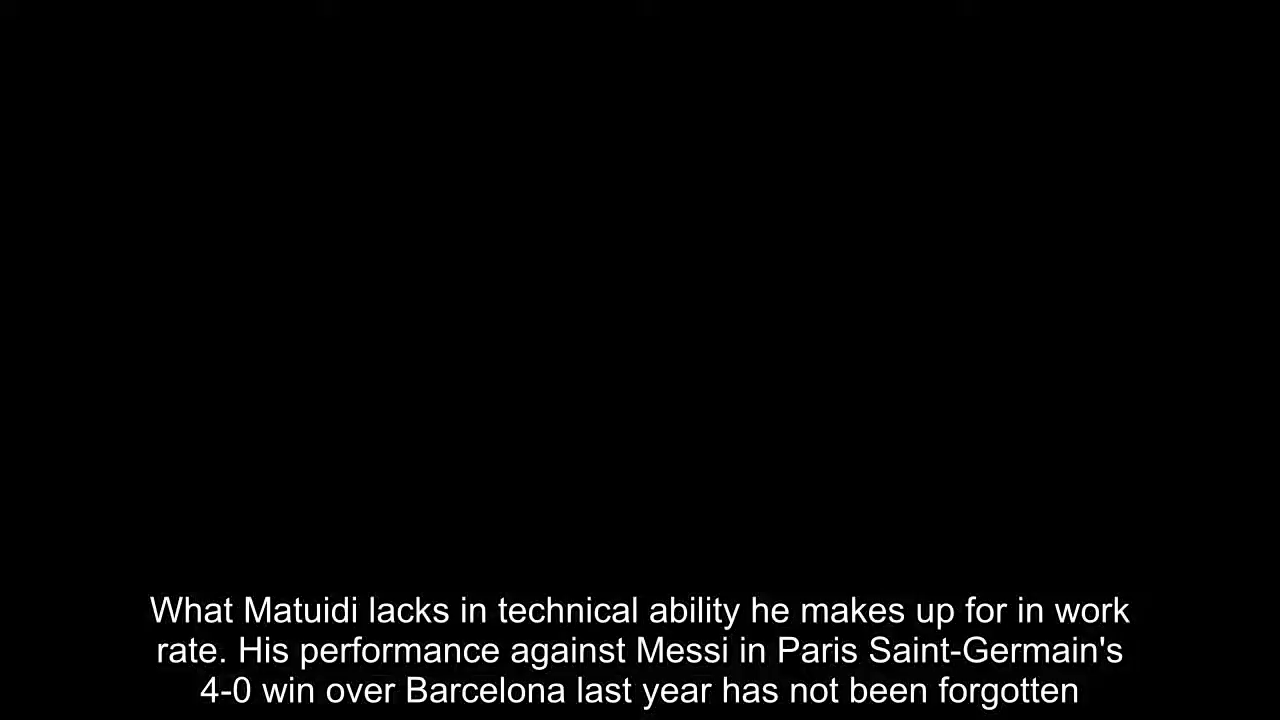 What Matuidi lacks in technical ability he makes up for in work
rate. His performance against Messi in Paris Saint-Germain's
4-0 win over Barcelona last year has not been forgotten